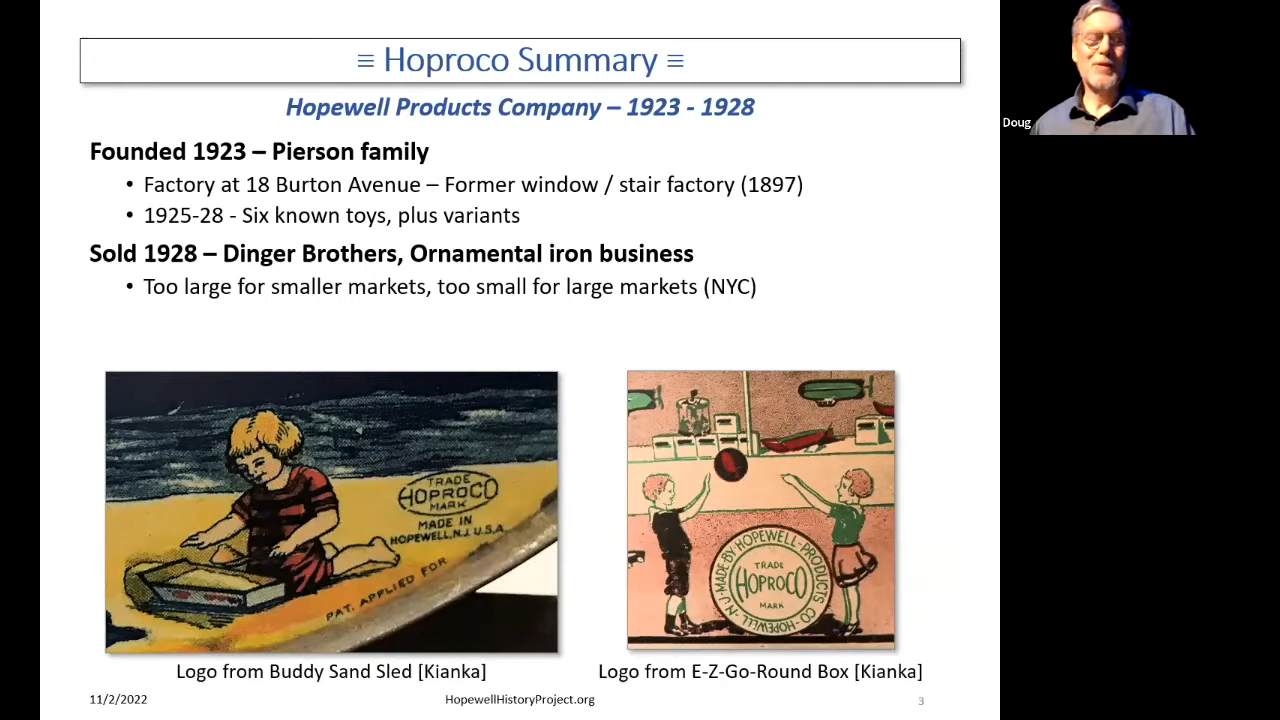 ≡ Hoproco Summary ≡
Hopewell Products Company – 1923 - 1928
Founded 1923 – Pierson family
• Factory at 18 Burton Avenue – Former window / stair factory (1897)
• 1925-28 - Six known toys, plus variants
Sold 1928 – Dinger Brothers, Ornamental iron business
• Too large for smaller markets, too small for large markets (NYC)
TRADE
HOPROCO
MARK
MADE IN
HOPEWELL, N.J. U.S.A.
PAT. APPLIED FOR
MADE·BY·HOPEWELL·PRODUCTS CO·HOPEWELL·N·J·
TRADE
HOPROCO
MARK
Logo from Buddy Sand Sled [Kianka]
Logo from E-Z-Go-Round Box [Kianka]
11/2/2022
HopewellHistoryProject.org
3
Doug